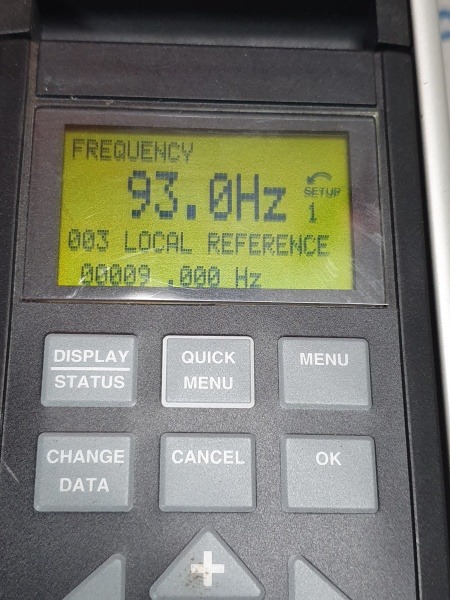 FREQUENCY
93.0Hz
SETUP
1
003 LOCAL REFERENCE
00009 .000 Hz
DISPLAY
STATUS
QUICK
MENU
MENU
CHANGE
DATA
CANCEL
OK
+